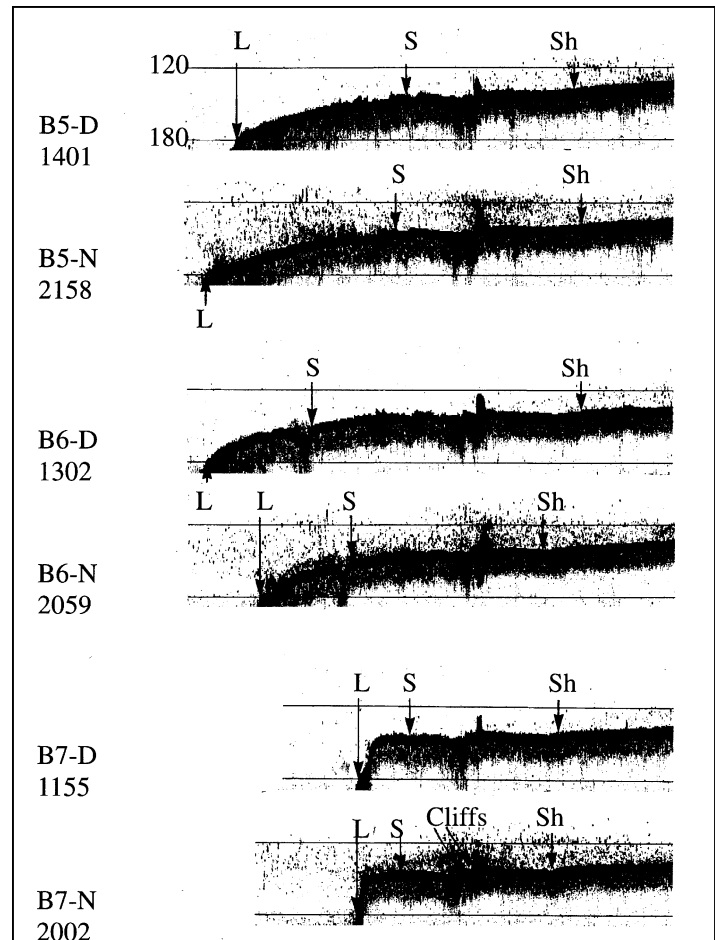 L S Sh
120
B5-D
180
1401
S Sh
B5-N
2158
L
S Sh
B6-D
1302
L L S Sh
B6-N
2059
L S Sh
B7-D
1155
Cliffs
L S Sh
B7-N
2002